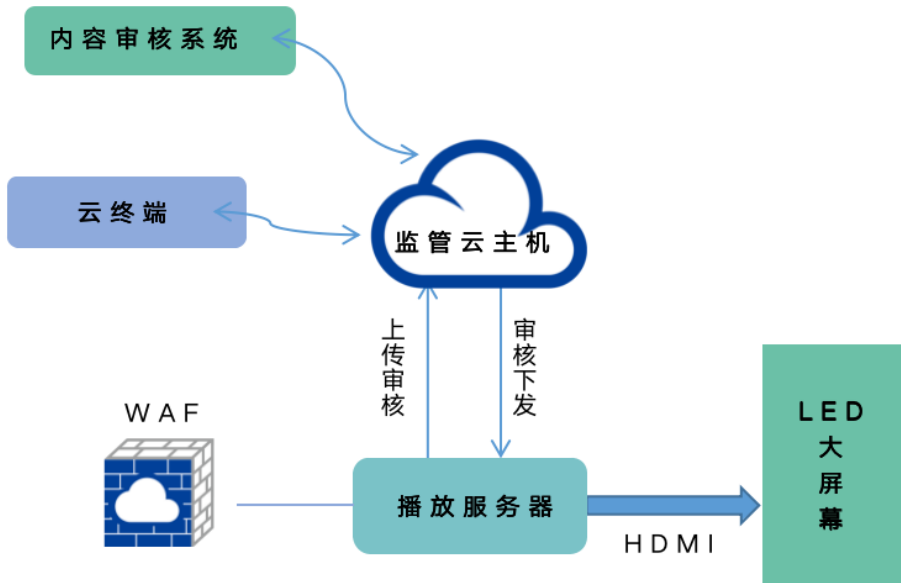 内容审核系统
云终端
监管云主机
上传审核
审核下发
WAF
播放服务器
HDMI
LED
大
屏
幕